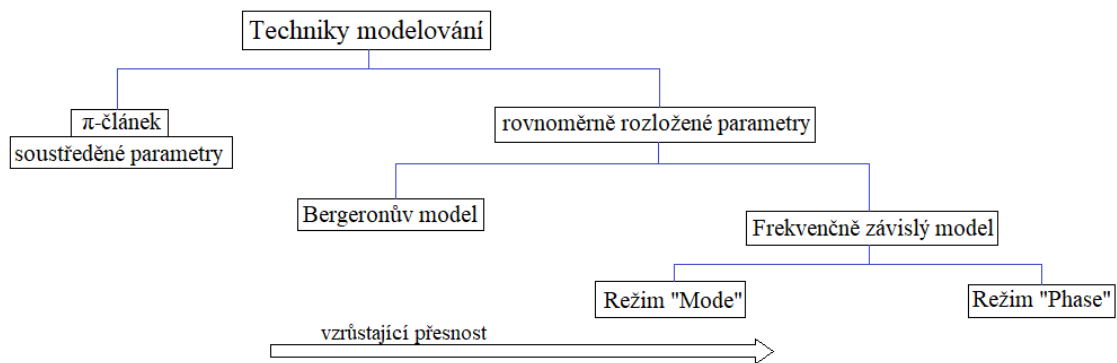 Techniky modelování
π-článek
soustředěné parametry
rovnoměrně rozložené parametry
Bergeronův model
Frekvenčně závislý model
Režim "Mode"
Režim "Phase"
vzrůstající přesnost